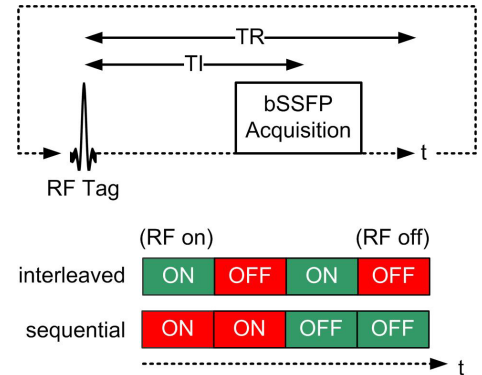 TR
TI
bSSFP
Acquisition
t
RF Tag
(RF on) (RF off)
interleaved ON OFF ON OFF
sequential ON ON OFF OFF
t